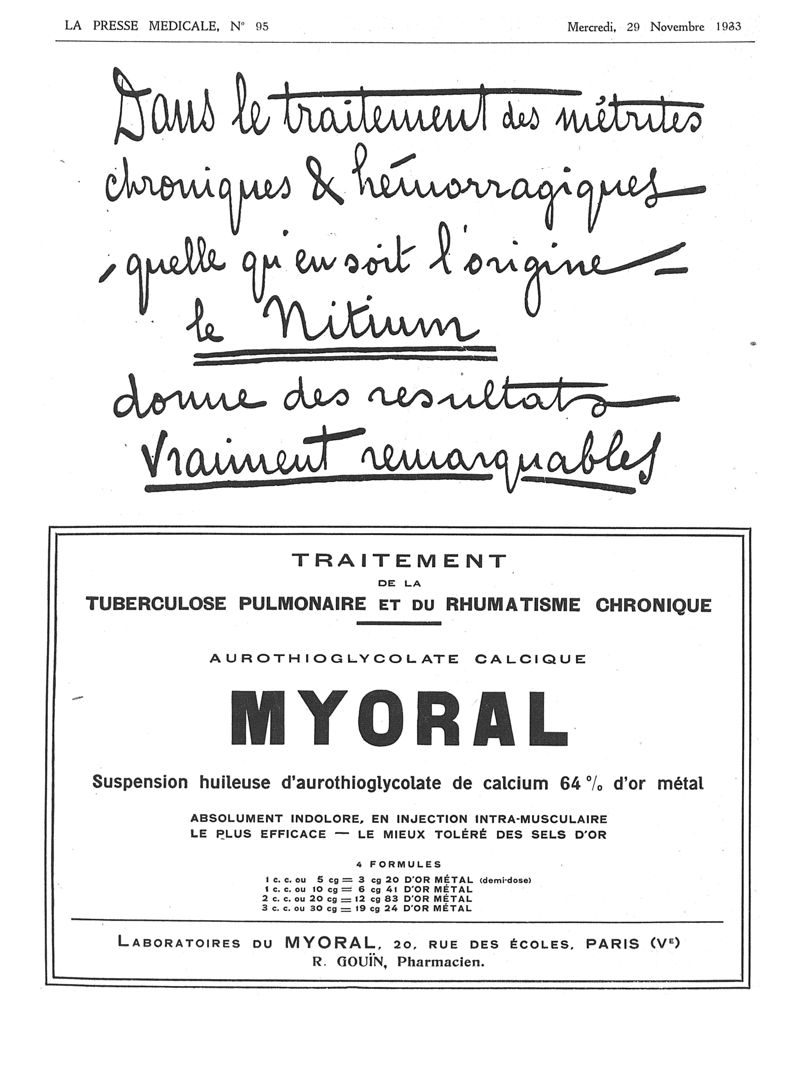 LA PRESSE MEDICALE, N° 95 Mercredi, 29 Novembre 1933
Dans le traitement des métrites
chroniques & hémorragiques
, quelle qu'en soit l'origine –
le Nitium
donne des resultats
vraiment remarquables
TRAITEMENT
DE LA
TUBERCULOSE PULMONAIRE ET DU RHUMATISME CHRONIQUE
AUROTHIOGLYCOLATE CALCIQUE
MYORAL
Suspension huileuse d'aurothioglycolate de calcium 64 % d'or métal
ABSOLUMENT INDOLORE, EN INJECTION INTRA-MUSCULAIRE
LE PLUS EFFICACE — LE MIEUX TOLÉRÉ DES SELS D'OR
4 FORMULES
1 c. c. ou 5 cg = 3 cg 20 D'OR MÉTAL (demi-dose)
1 c. c. ou 10 cg = 6 cg 41 D'OR MÉTAL
2 c. c. ou 20 cg = 12 cg 83 D'OR MÉTAL
3 c. c. ou 30 cg = 19 cg 24 D'OR MÉTAL
LABORATOIRES DU MYORAL, 20, RUE DES ÉCOLES, PARIS (VE)
R. GOUÏN, Pharmacien.